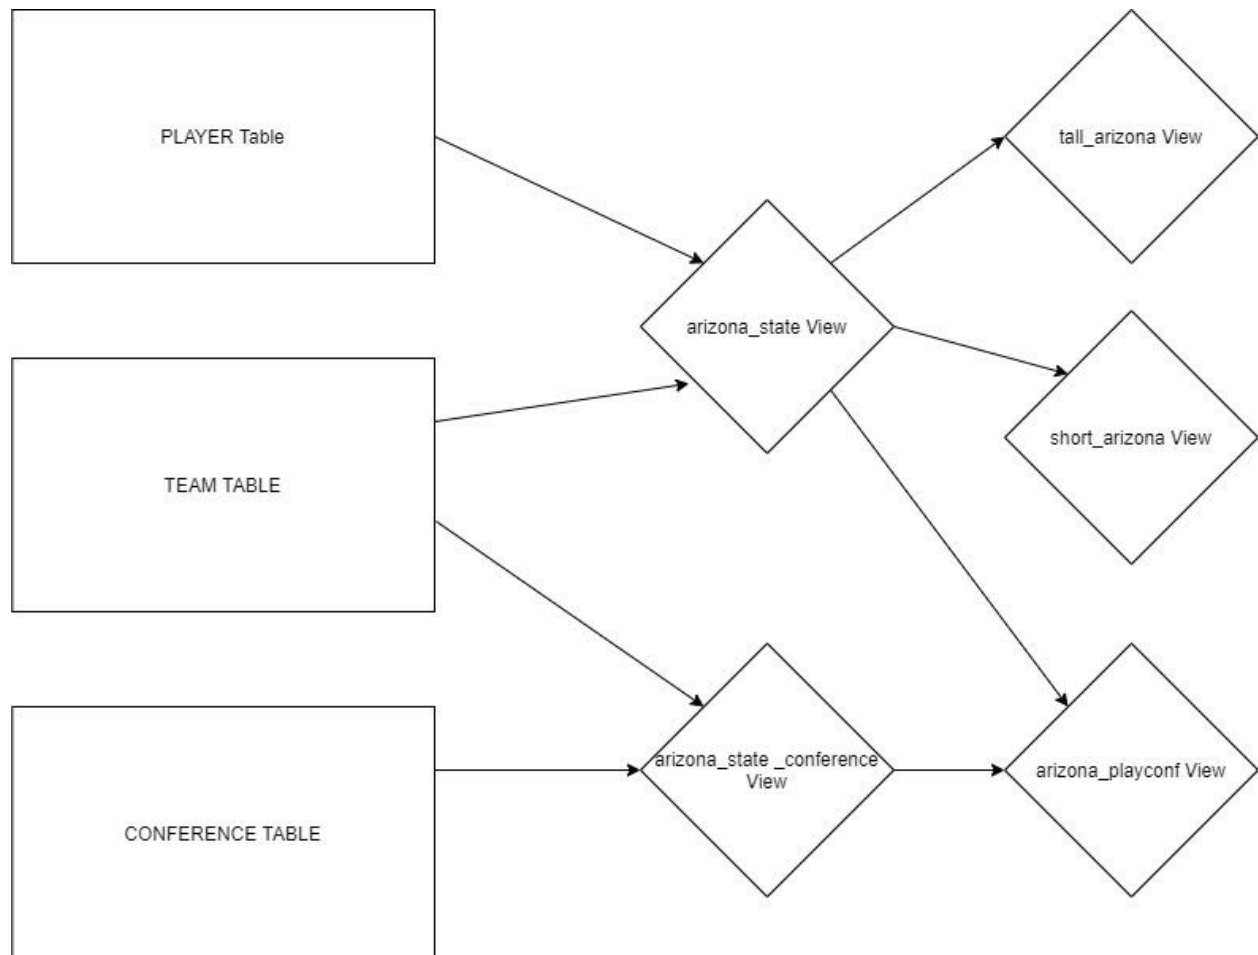 PLAYER Table
tall_arizona View
arizona_state View
short_arizona View
TEAM TABLE
arizona_state _conference
View
arizona_playconf View
CONFERENCE TABLE